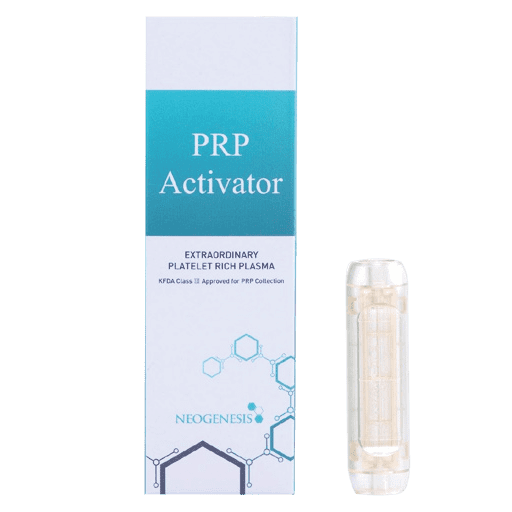 PRP
Activator
EXTRAORDINARY
PLATELET RICH PLASMA
KFDA Class Ⅲ Approved for PRP Collection
NEOGENESIS